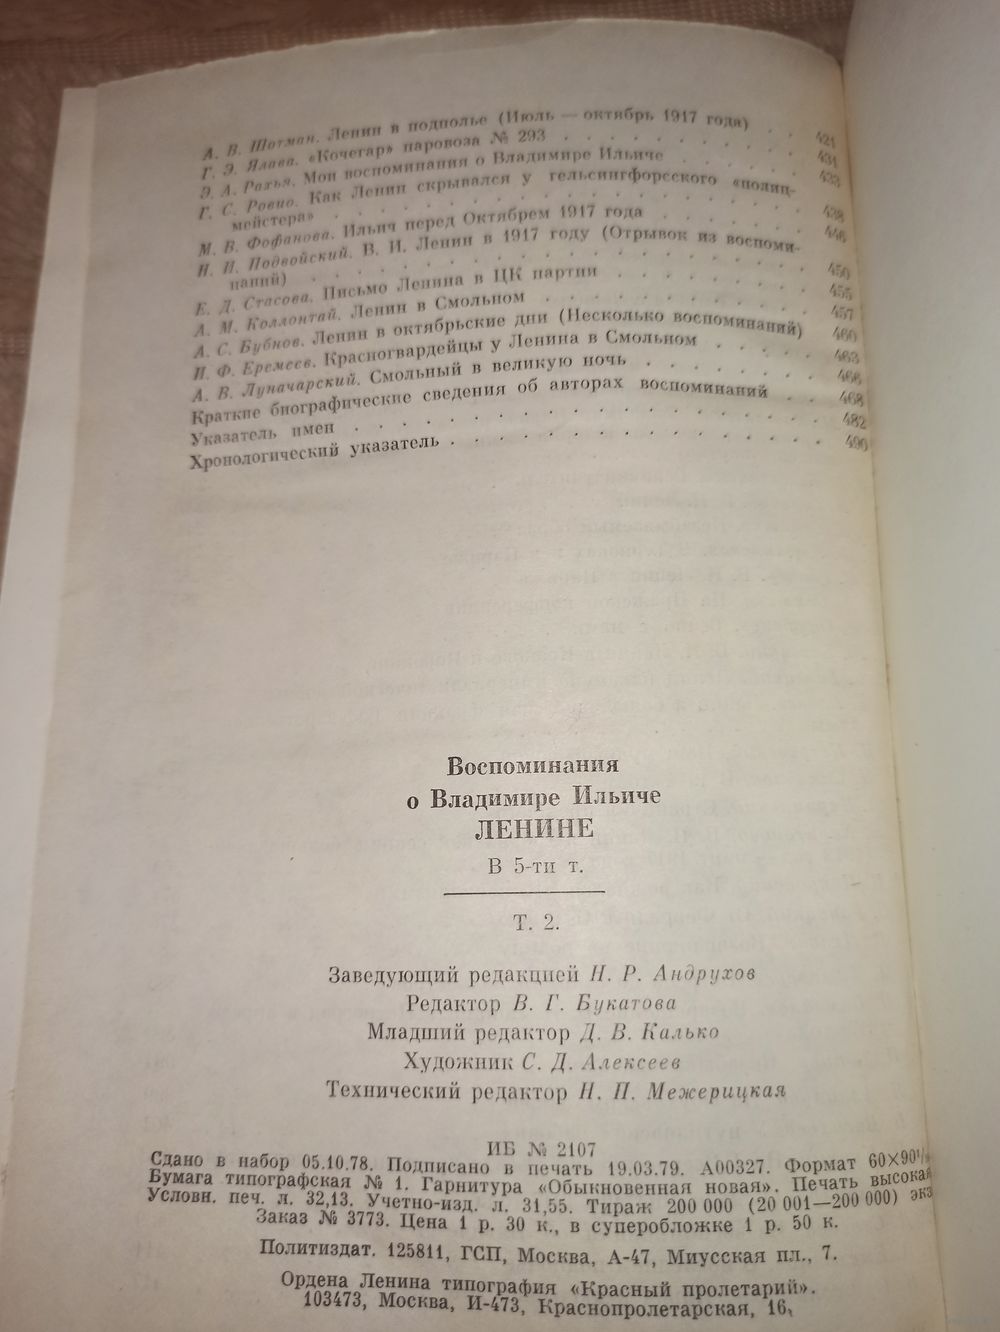 А. В. Шотман. Ленин в подполье (Июль — октябрь 1917 года) . . 421
Г. Э. Ялава. «Кочегар» паровоза № 293 . . . . . . . 431
Э. А. Рахья. Мои воспоминания о Владимире Ильиче . . . . 433
Г. С. Ровио. Как Ленин скрывался у гельсингфорсского «полиц-
мейстера» . . . . . . . . . . . . . . . . 438
М. В. Фофанова. Ильич перед Октябрем 1917 года . . . . . 446
Н. И. Подвойский. В. И. Ленин в 1917 году (Отрывок из воспоми-
наний) . . . . . . . . . . . . . . . . . 450
Е. Д. Стасова. Письмо Ленина в ЦК партии . . . . . . . 455
А. М. Коллонтай. Ленин в Смольном . . . . . . . . . 457
А. С. Бубнов. Ленин в октябрьские дни (Несколько воспоминаний) 460
И. Ф. Еремеев. Красногвардейцы у Ленина в Смольном . . . . 463
А. В. Луначарский. Смольный в великую ночь . . . . . . 466
Краткие биографические сведения об авторах воспоминаний . . 468
Указатель имен . . . . . . . . . . . . . . . 482
Хронологический указатель . . . . . . . . . . . . 490
Воспоминания
о Владимире Ильиче
ЛЕНИНЕ
В 5-ти т.
Т. 2.
Заведующий редакцией Н. Р. Андрухов
Редактор В. Г. Букатова
Младший редактор Д. В. Калько
Художник С. Д. Алексеев
Технический редактор Н. П. Межерицкая
ИБ № 2107
Сдано в набор 05.10.78. Подписано в печать 19.03.79. А00327. Формат 60×90¹/
Бумага типографская № 1. Гарнитура «Обыкновенная новая». Печать высокая
Условн. печ. л. 32,13. Учетно-изд. л. 31,55. Тираж 200 000 (20 001—200 000) экз
Заказ № 3773. Цена 1 р. 30 к., в суперобложке 1 р. 50 к.
Политиздат. 125811, ГСП, Москва, А-47, Миусская пл., 7.
Ордена Ленина типография «Красный пролетарий».
103473, Москва, И-473, Краснопролетарская, 16.